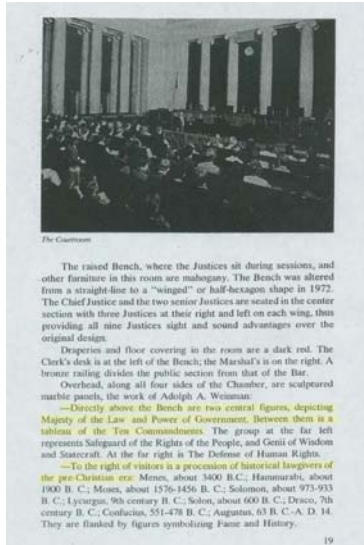 The Courtroom
The raised Bench, where the Justices sit during sessions, and
other furniture in this room are mahogany. The Bench was altered
from a straight-line to a "winged" or half-hexagon shape in 1972.
The Chief Justice and the two senior Justices are seated in the center
section with three Justices at their right and left on each wing, thus
providing all nine Justices sight and sound advantages over the
original design.
Draperies and floor covering in the room are a dark red. The
Clerk's desk is at the left of the Bench; the Marshal's is on the right. A
bronze railing divides the public section from that of the Bar.
Overhead, along all four sides of the Chamber, are sculptured
marble panels, the work of Adolph A. Weinman:
—Directly above the Bench are two central figures, depicting
Majesty of the Law and Power of Government. Between them is a
tableau of the Ten Commandments. The group at the far left
represents Safeguard of the Rights of the People, and Genii of Wisdom
and Statecraft. At the far right is The Defense of Human Rights.
—To the right of visitors is a procession of historical lawgivers of
the pre-Christian era: Menes, about 3400 B.C.; Hammurabi, about
1900 B. C.; Moses, about 1576-1456 B. C.; Solomon, about 973-933
B. C.; Lycurgus, 9th century B. C.; Solon, about 600 B. C.; Draco, 7th
century B. C.; Confucius, 551-478 B. C.; Augustus, 63 B. C.-A. D. 14.
They are flanked by figures symbolizing Fame and History.
19